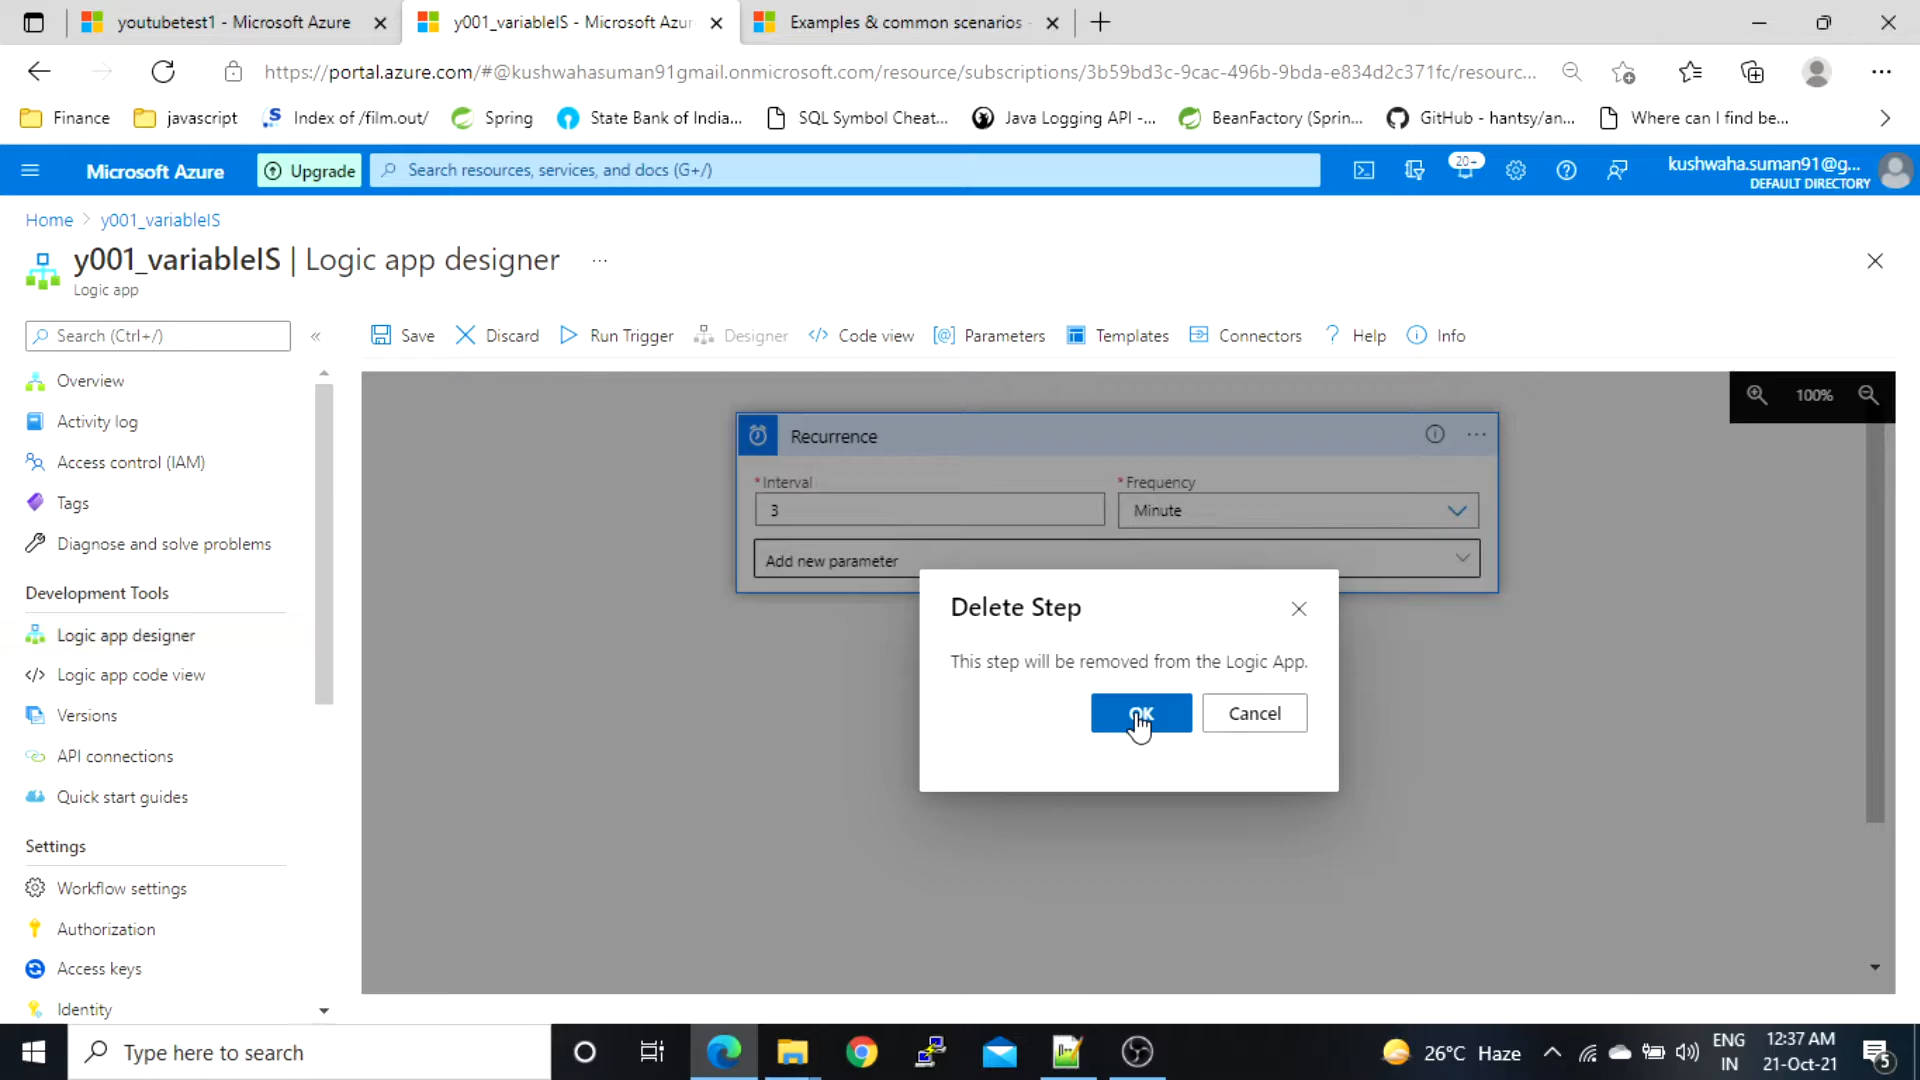 youtubetest1 - Microsoft Azure
y001_variableIS - Microsoft Azur
Examples & common scenarios -
https://portal.azure.com/#@kushwahasuman91gmail.onmicrosoft.com/resource/subscriptions/3b59bd3c-9cac-496b-9bda-e834d2c371fc/resourc...
Finance
javascript
Index of /film.out/
Spring
State Bank of India...
SQL Symbol Cheat...
Java Logging API -...
BeanFactory (Sprin...
GitHub - hantsy/an...
Where can I find be...
Microsoft Azure
Upgrade
Search resources, services, and docs (G+/)
20+
kushwaha.suman91@g...
DEFAULT DIRECTORY
Home > y001_variableIS
y001_variableIS | Logic app designer ...
Logic app
Search (Ctrl+/)
«
Save
Discard
Run Trigger
Designer
Code view
Parameters
Templates
Connectors
Help
Info
Overview
Activity log
Access control (IAM)
Tags
Diagnose and solve problems
Development Tools
Logic app designer
Logic app code view
Versions
API connections
Quick start guides
Settings
Workflow settings
Authorization
Access keys
Identity
100%
Recurrence
* Interval
* Frequency
3
Minute
Add new parameter
Delete Step
This step will be removed from the Logic App.
OK
Cancel
Type here to search
26°C Haze
ENG
IN
12:37 AM
21-Oct-21
5